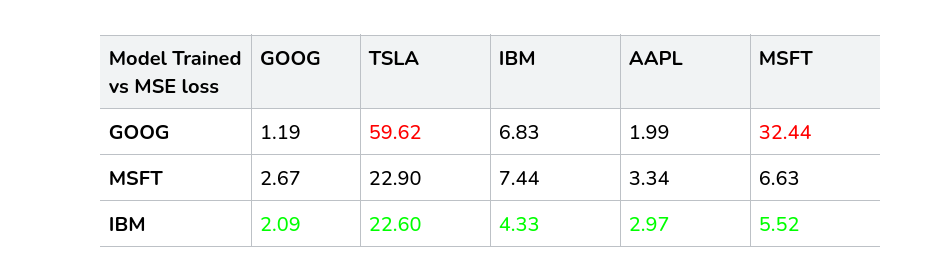 Model Trained GOOG TSLA IBM AAPL MSFT
vs MSE loss
GOOG 1.19 59.62 6.83 1.99 32.44
MSFT 2.67 22.90 7.44 3.34 6.63
IBM 2.09 22.60 4.33 2.97 5.52